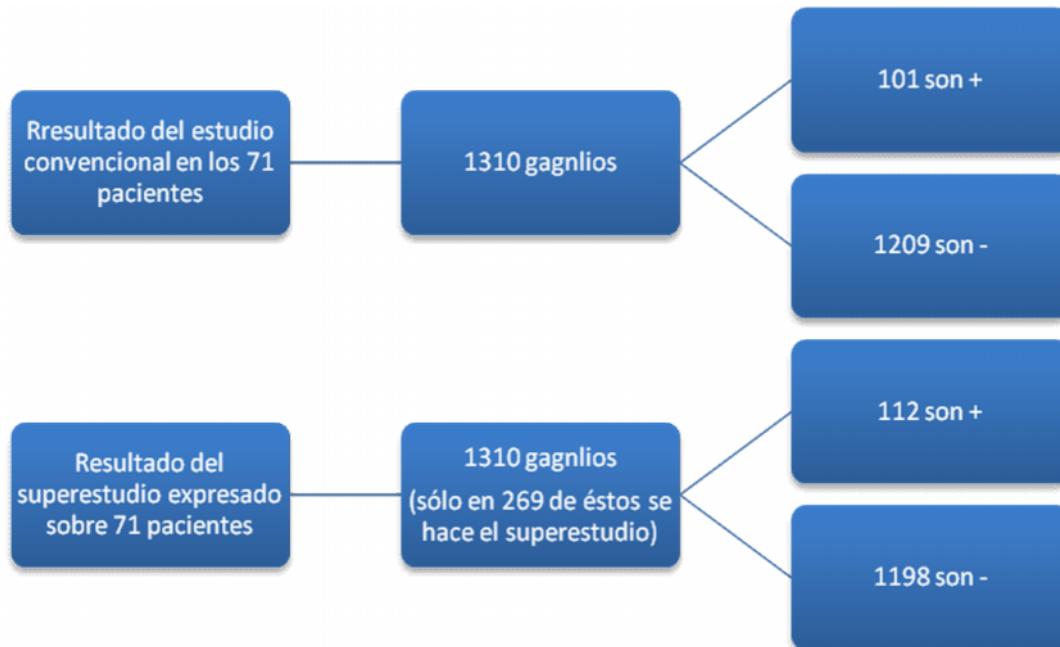 Rresultado del estudio
convencional en los 71
pacientes
1310 gagnlios
101 son +
1209 son -
Resultado del
superestudio expresado
sobre 71 pacientes
1310 gagnlios
(sólo en 269 de éstos se
hace el superestudio)
112 son +
1198 son -